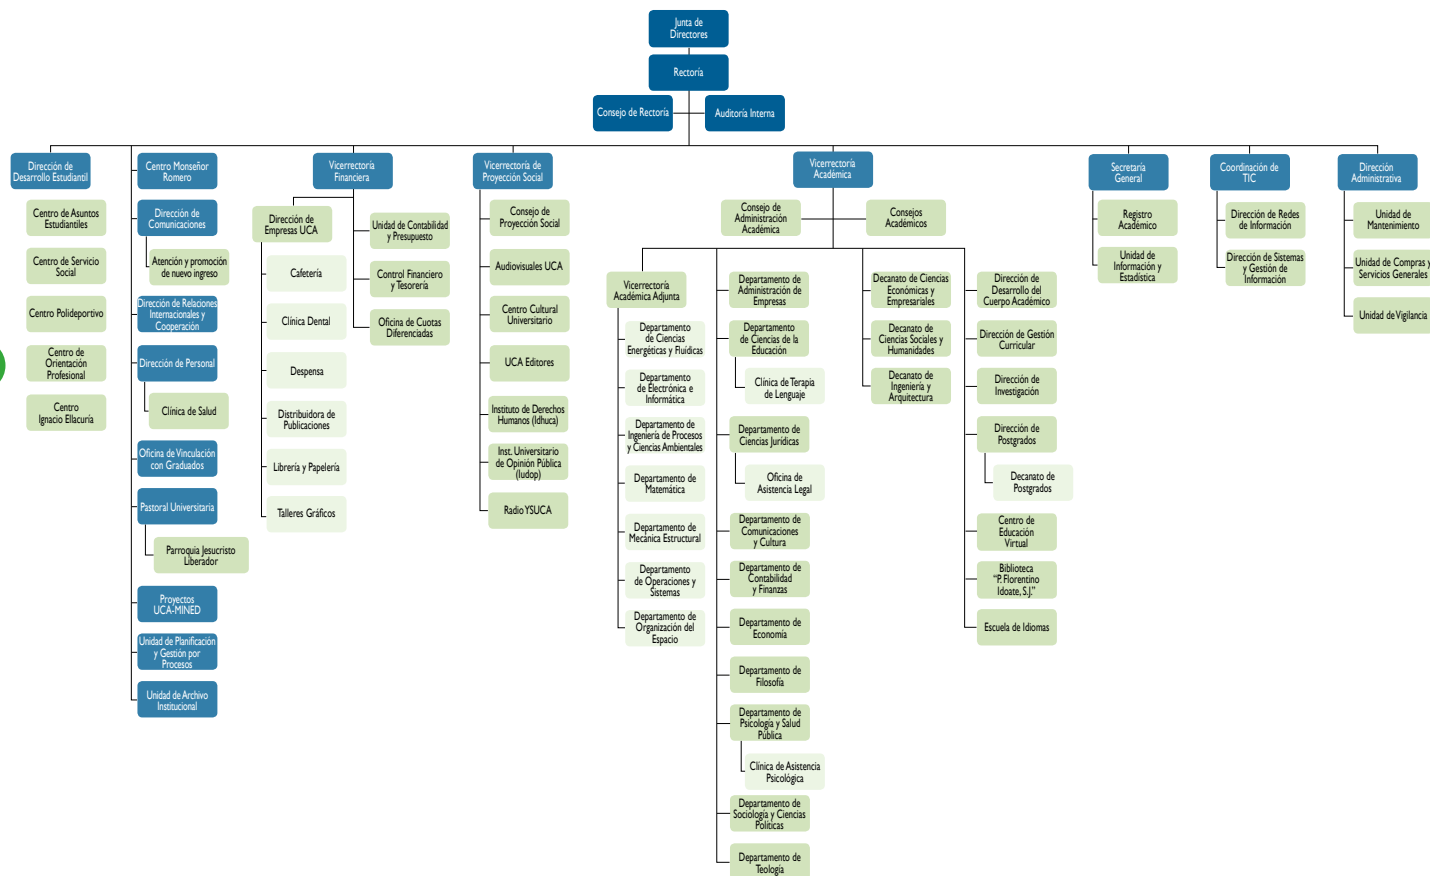 Junta de
Directores
Rectoría
Consejo de Rectoría
Auditoría Interna
Dirección de
Desarrollo Estudiantil
Centro de Asuntos
Estudiantiles
Centro de Servicio
Social
Centro Polideportivo
Centro de
Orientación
Profesional
Centro
Ignacio Ellacuría
Centro Monseñor
Romero
Dirección de
Comunicaciones
Atención y promoción
de nuevo ingreso
Dirección de Relaciones
Internacionales y
Cooperación
Dirección de Personal
Clínica de Salud
Oficina de Vinculación
con Graduados
Pastoral Universitaria
Parroquia Jesucristo
Liberador
Proyectos
UCA-MINED
Unidad de Planificación
y Gestión por
Procesos
Unidad de Archivo
Institucional
Vicerrectoría
Financiera
Dirección de
Empresas UCA
Cafetería
Clínica Dental
Despensa
Distribuidora de
Publicaciones
Librería y Papelería
Talleres Gráficos
Unidad de Contabilidad
y Presupuesto
Control Financiero
y Tesorería
Oficina de Cuotas
Diferenciadas
Vicerrectoría de
Proyección Social
Consejo de
Proyección Social
Audiovisuales UCA
Centro Cultural
Universitario
UCA Editores
Instituto de Derechos
Humanos (Idhuca)
Inst. Universitario
de Opinión Pública
(Iudop)
Radio YSUCA
Vicerrectoría
Académica
Consejo de
Administración
Académica
Consejos
Académicos
Vicerrectoría
Académica Adjunta
Departamento
de Ciencias
Energéticas y Fluídicas
Departamento
de Electrónica e
Informática
Departamento de
Ingeniería de Procesos
y Ciencias Ambientales
Departamento de
Matemática
Departamento de
Mecánica Estructural
Departamento
de Operaciones y
Sistemas
Departamento de
Organización del
Espacio
Departamento de
Administración de
Empresas
Departamento
de Ciencias de la
Educación
Clínica de Terapia
de Lenguaje
Departamento de
Ciencias Jurídicas
Oficina de
Asistencia Legal
Departamento de
Comunicaciones
y Cultura
Departamento de
Contabilidad
y Finanzas
Departamento de
Economía
Departamento de
Filosofía
Departamento de
Psicología y Salud
Pública
Clínica de Asistencia
Psicológica
Departamento de
Sociología y Ciencias
Políticas
Departamento de
Teología
Decanato de Ciencias
Económicas y
Empresariales
Decanato de
Ciencias Sociales y
Humanidades
Decanato de
Ingeniería y
Arquitectura
Dirección de
Desarrollo del
Cuerpo Académico
Dirección de Gestión
Curricular
Dirección de
Investigación
Dirección de
Postgrados
Decanato de
Postgrados
Centro de
Educación
Virtual
Biblioteca
"P. Florentino
Idoate, S.J."
Escuela de Idiomas
Secretaría
General
Registro
Académico
Unidad de
Información y
Estadística
Coordinación de
TIC
Dirección de Redes
de Información
Dirección de Sistemas
y Gestión de
Información
Dirección
Administrativa
Unidad de
Mantenimiento
Unidad de Compras y
Servicios Generales
Unidad de Vigilancia